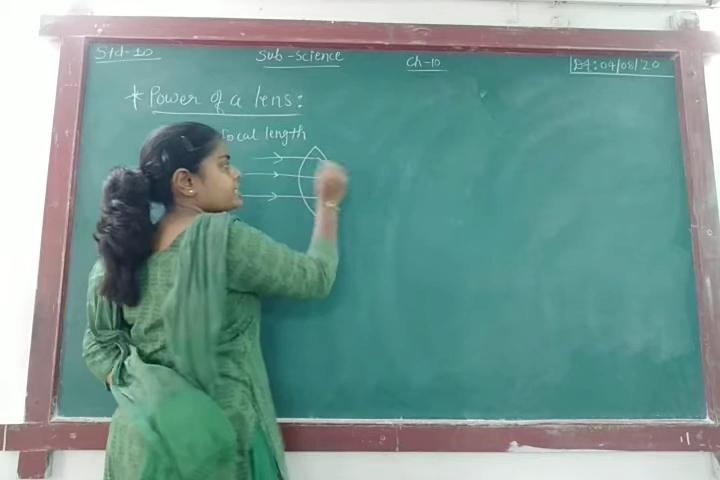 Std-10
Sub-Science
Ch-10
Dt:04/08/20
* Power of a lens:
focal length